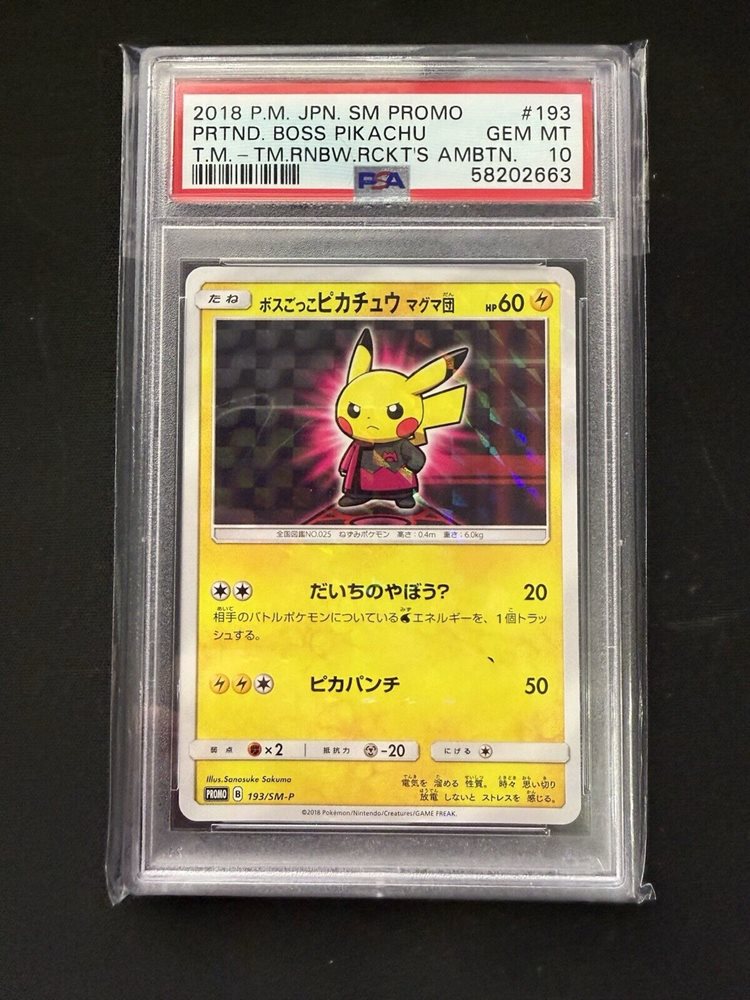 2018 P.M. JPN. SM PROMO #193
PRTND. BOSS PIKACHU GEM MT
T.M. - TM.RNBW.RCKT'S AMBTN. 10
PSA 58202663
たね ボスごっこピカチュウ マグマ団 HP60
全国図鑑NO.025 ねずみポケモン 高さ:0.4m 重さ:6.0kg
だいちのやぼう? 20
相手のバトルポケモンについているエネルギーを、1個トラッ
シュする。
ピカパンチ 50
弱点 ×2 抵抗力 -20 にげる
Illus.Sanosuke Sakuma
電気を 溜める 性質。 時々 思い切り
放電 しないと ストレスを 感じる。
PROMO B 193/SM-P
©2018 Pokémon/Nintendo/Creatures/GAME FREAK.